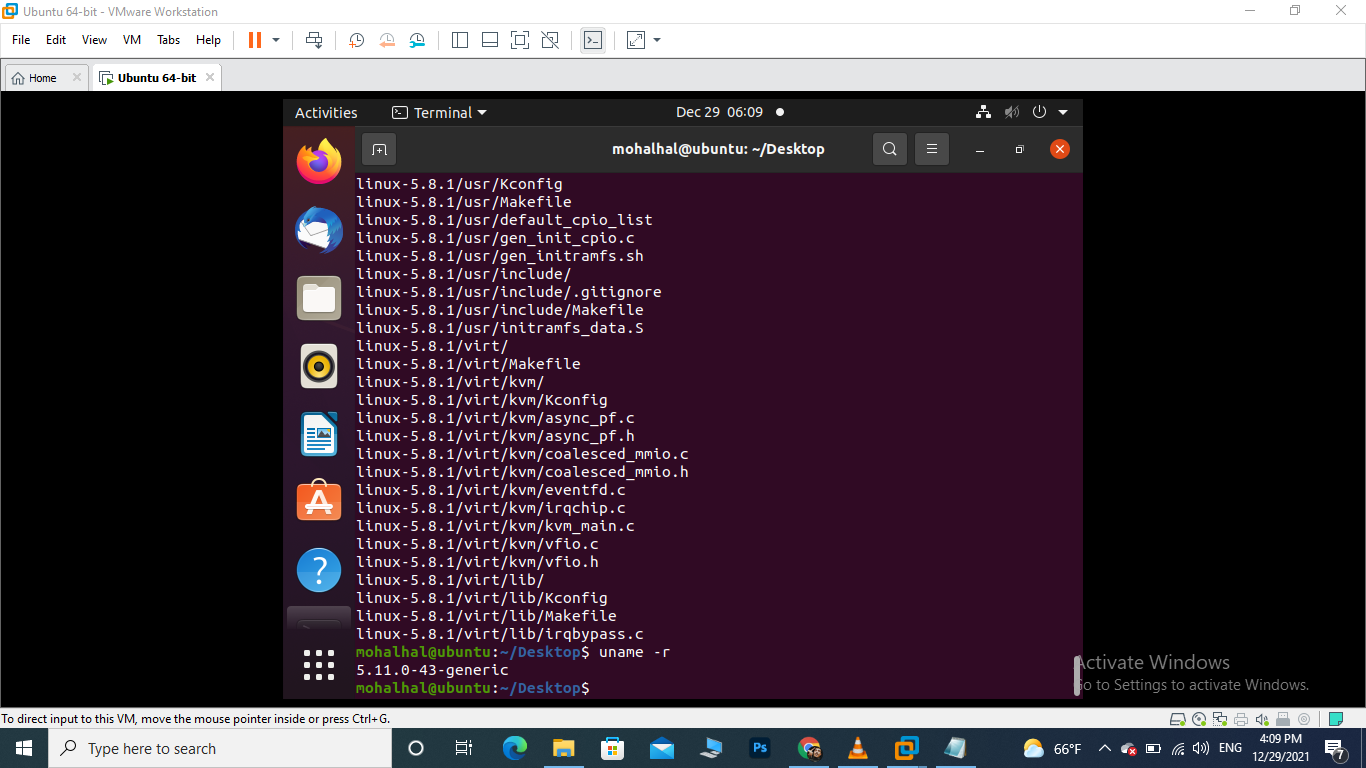 Ubuntu 64-bit - VMware Workstation
File Edit View VM Tabs Help
Home
Ubuntu 64-bit
Activities Terminal Dec 29 06:09
mohalhal@ubuntu: ~/Desktop
linux-5.8.1/usr/Kconfig
linux-5.8.1/usr/Makefile
linux-5.8.1/usr/default_cpio_list
linux-5.8.1/usr/gen_init_cpio.c
linux-5.8.1/usr/gen_initramfs.sh
linux-5.8.1/usr/include/
linux-5.8.1/usr/include/.gitignore
linux-5.8.1/usr/include/Makefile
linux-5.8.1/usr/initramfs_data.S
linux-5.8.1/virt/
linux-5.8.1/virt/Makefile
linux-5.8.1/virt/kvm/
linux-5.8.1/virt/kvm/Kconfig
linux-5.8.1/virt/kvm/async_pf.c
linux-5.8.1/virt/kvm/async_pf.h
linux-5.8.1/virt/kvm/coalesced_mmio.c
linux-5.8.1/virt/kvm/coalesced_mmio.h
linux-5.8.1/virt/kvm/eventfd.c
linux-5.8.1/virt/kvm/irqchip.c
linux-5.8.1/virt/kvm/kvm_main.c
linux-5.8.1/virt/kvm/vfio.c
linux-5.8.1/virt/kvm/vfio.h
linux-5.8.1/virt/lib/
linux-5.8.1/virt/lib/Kconfig
linux-5.8.1/virt/lib/Makefile
linux-5.8.1/virt/lib/irqbypass.c
mohalhal@ubuntu:~/Desktop$ uname -r
5.11.0-43-generic
mohalhal@ubuntu:~/Desktop$
Activate Windows
Go to Settings to activate Windows.
To direct input to this VM, move the mouse pointer inside or press Ctrl+G.
Type here to search
Ps
66°F
ENG
4:09 PM
12/29/2021
7